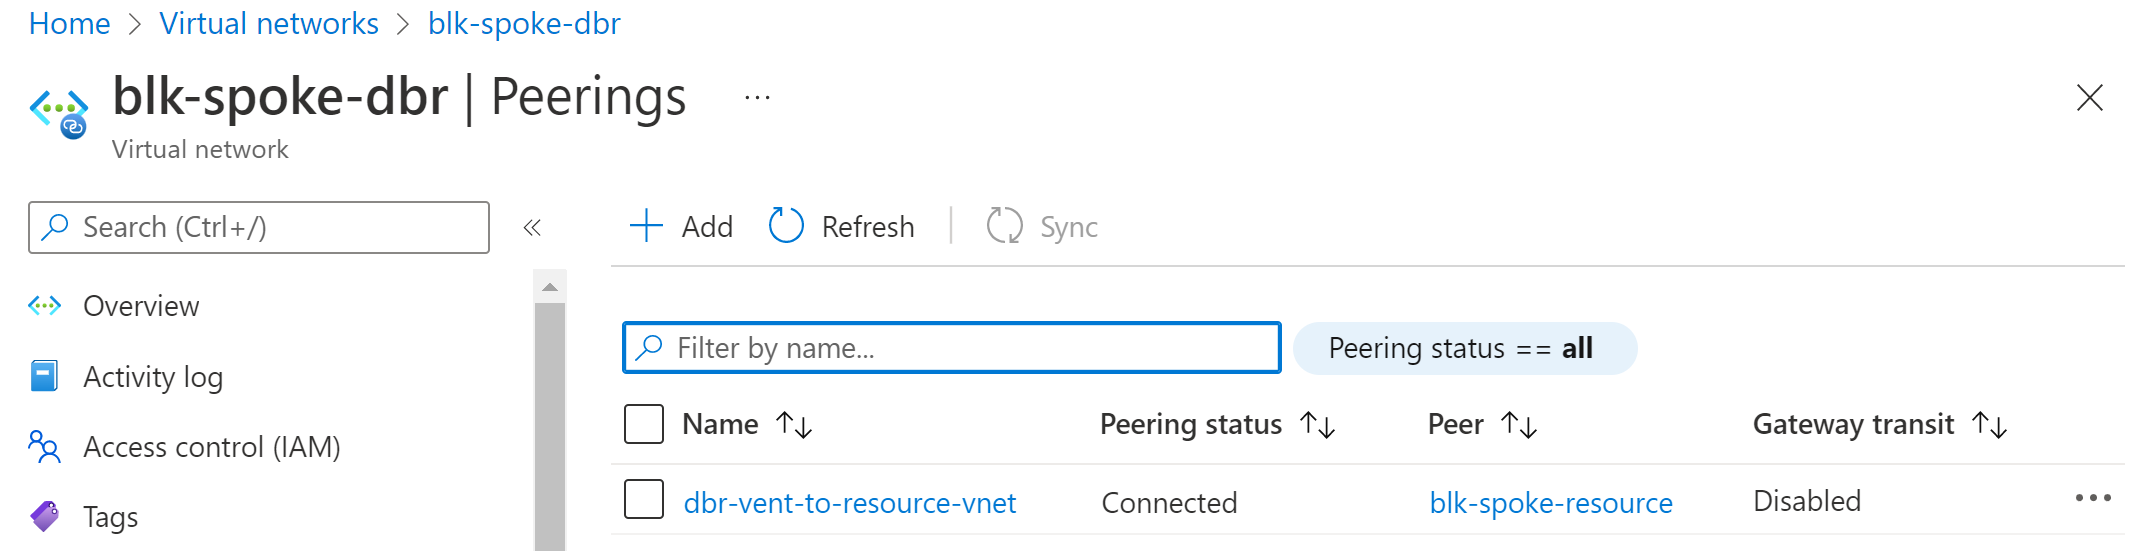 Home > Virtual networks > blk-spoke-dbr
blk-spoke-dbr | Peerings ...
Virtual network
Search (Ctrl+/) «
+ Add Refresh | Sync
Overview
Activity log
Access control (IAM)
Tags
Filter by name... Peering status == all
Name ↑↓ Peering status ↑↓ Peer ↑↓ Gateway transit ↑↓
dbr-vent-to-resource-vnet Connected blk-spoke-resource Disabled ...